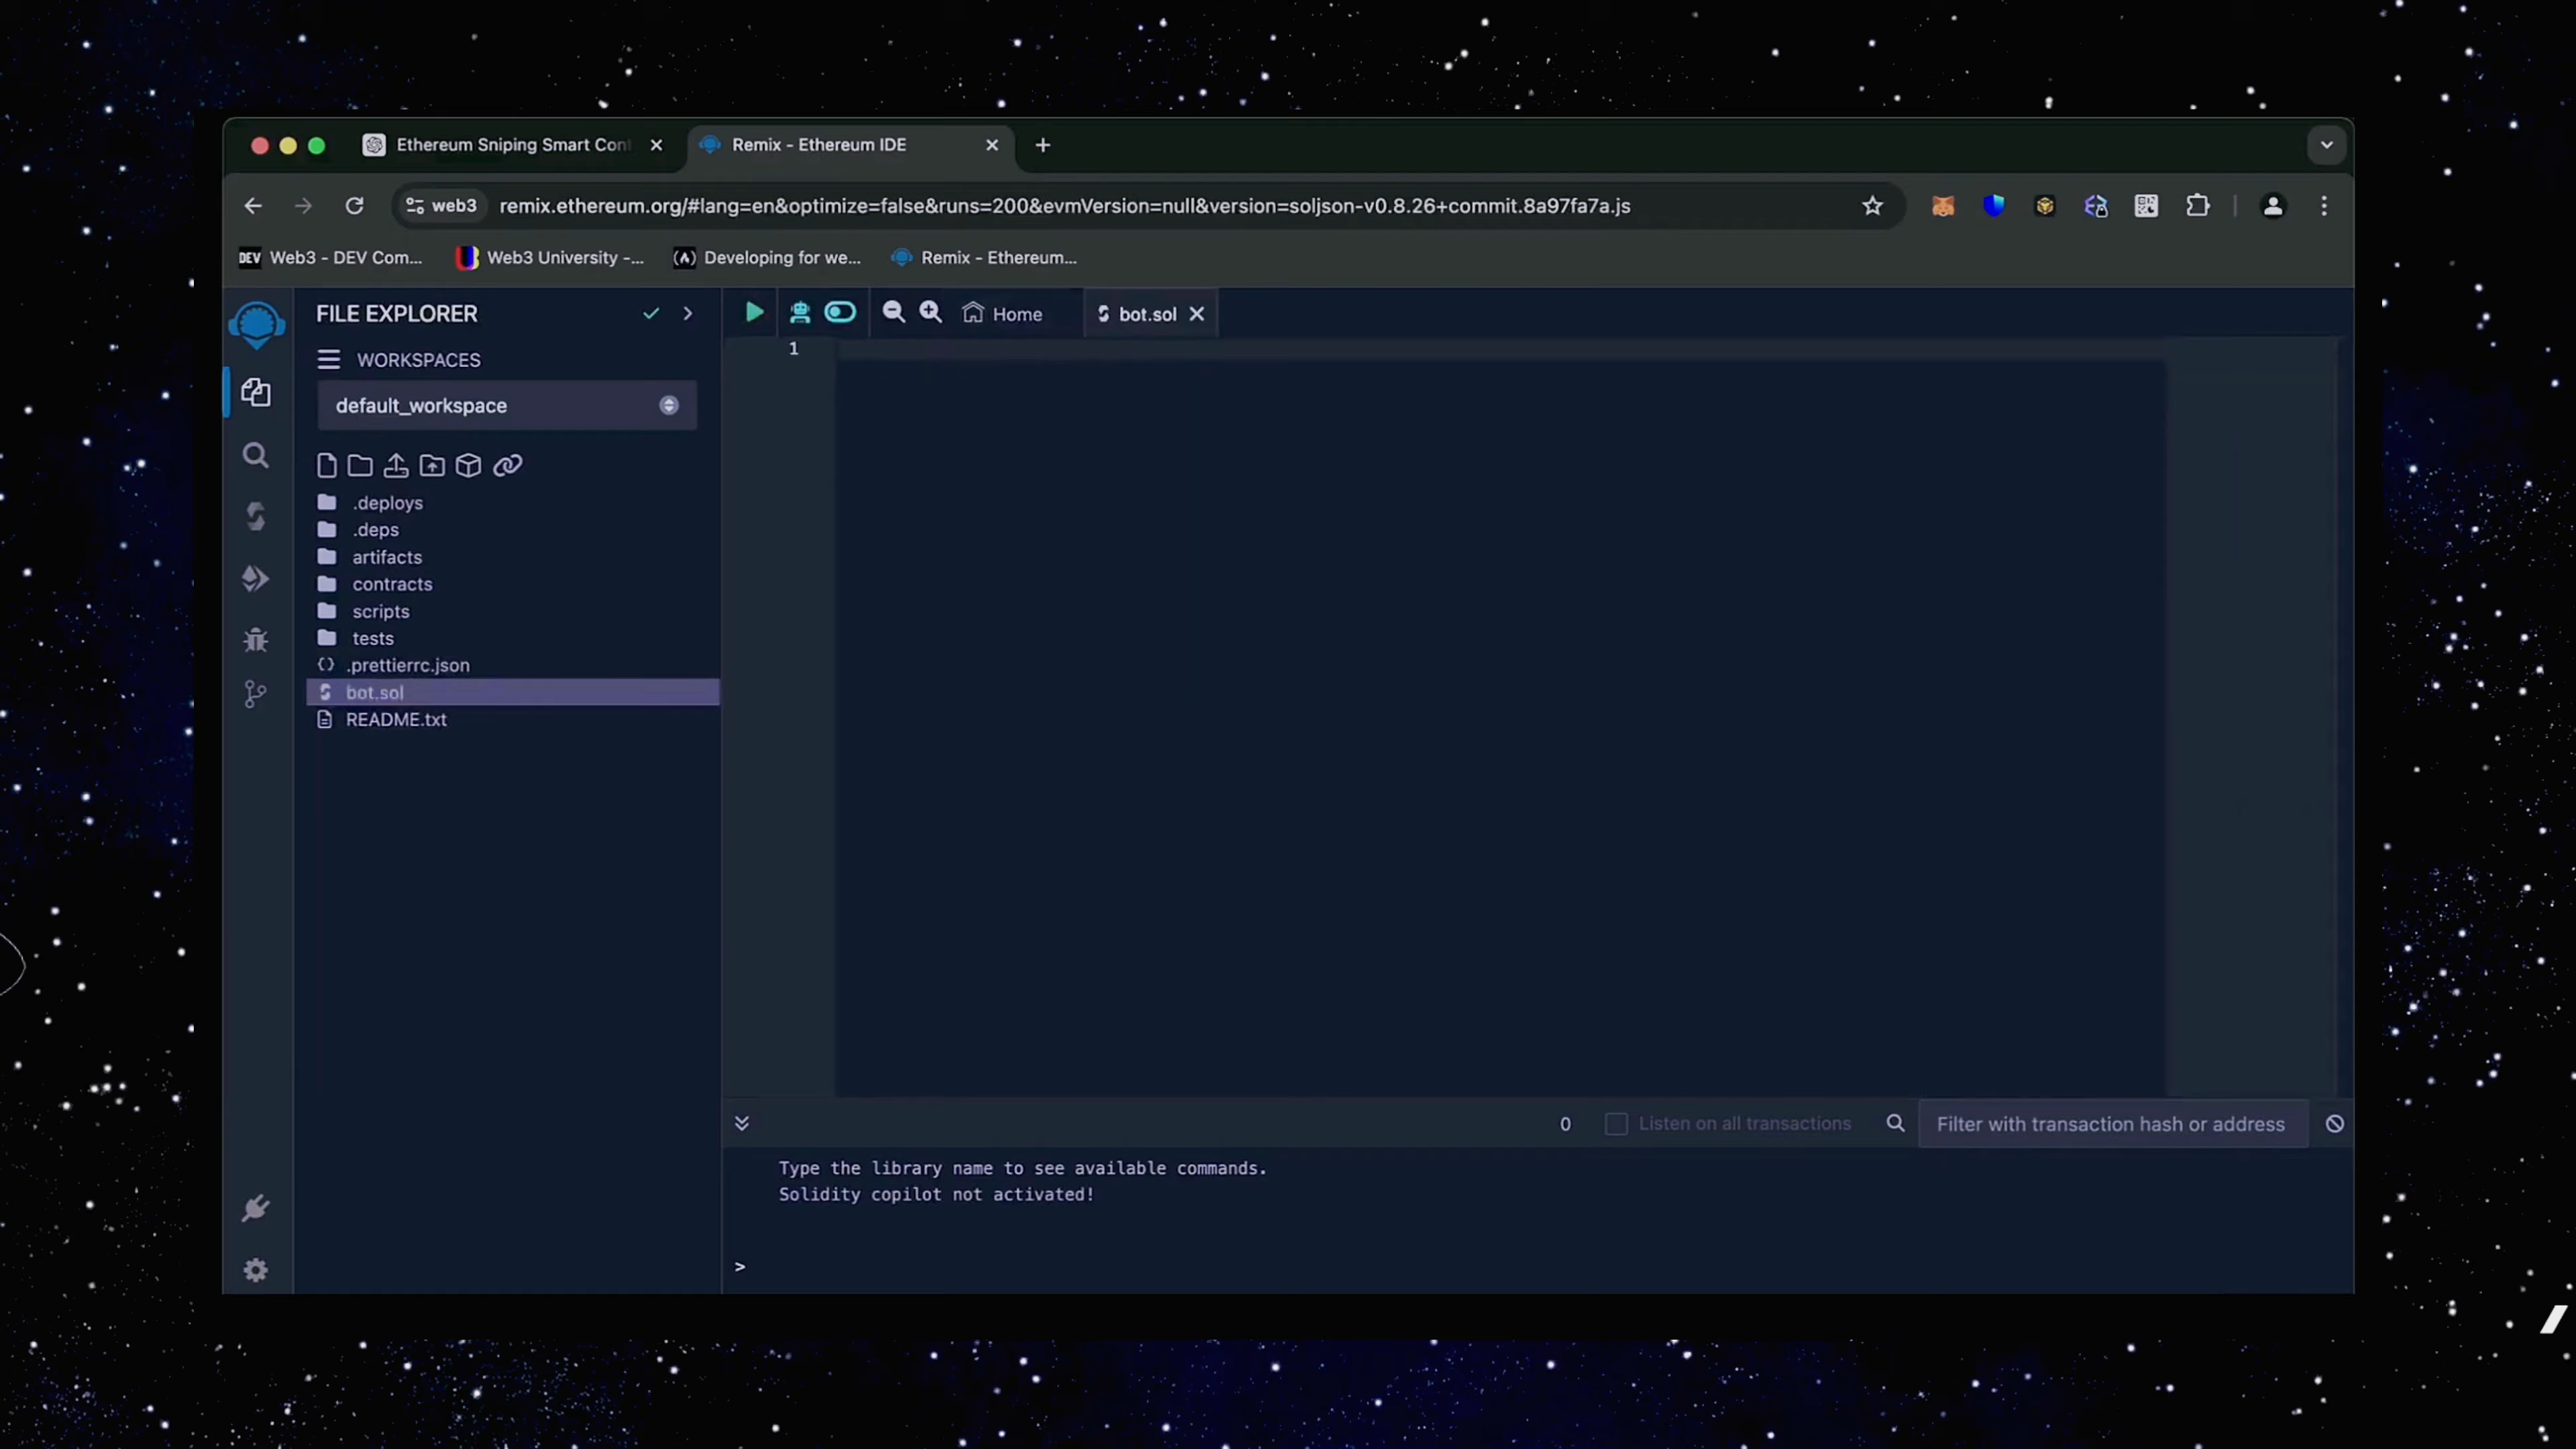 Ethereum Sniping Smart Cont
Remix - Ethereum IDE
web3
remix.ethereum.org/#lang=en&optimize=false&runs=200&evmVersion=null&version=soljson-v0.8.26+commit.8a97fa7a.js
DEV Web3 - DEV Com...
Web3 University -...
Developing for we...
Remix - Ethereum...
FILE EXPLORER
WORKSPACES
default_workspace
.deploys
.deps
artifacts
contracts
scripts
tests
.prettierrc.json
bot.sol
README.txt
Home
bot.sol
1
0
Listen on all transactions
Filter with transaction hash or address
Type the library name to see available commands.
Solidity copilot not activated!
>